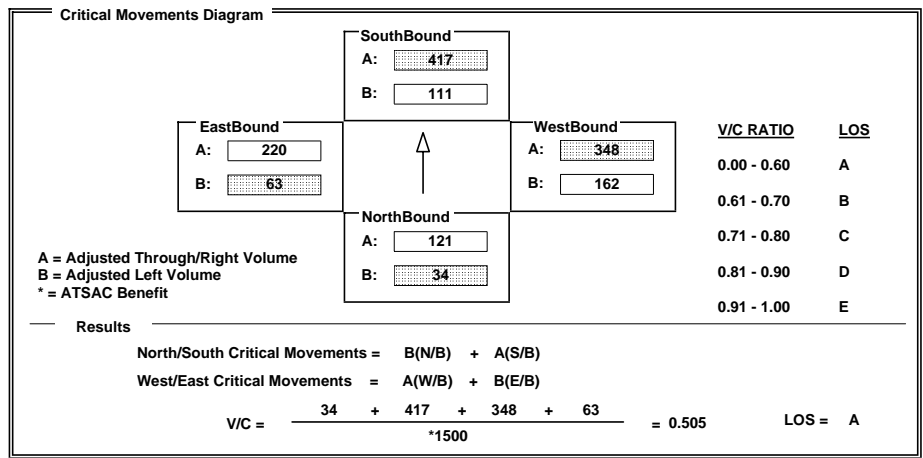 Critical Movements Diagram
SouthBound
A: 417
B: 111
EastBound
A: 220
B: 63
WestBound
A: 348
B: 162
V/C RATIO LOS
0.00 - 0.60 A
0.61 - 0.70 B
0.71 - 0.80 C
0.81 - 0.90 D
0.91 - 1.00 E
NorthBound
A: 121
B: 34
A = Adjusted Through/Right Volume
B = Adjusted Left Volume
* = ATSAC Benefit
Results
North/South Critical Movements = B(N/B) + A(S/B)
West/East Critical Movements = A(W/B) + B(E/B)
34 + 417 + 348 + 63
V/C = = 0.505 LOS = A
*1500